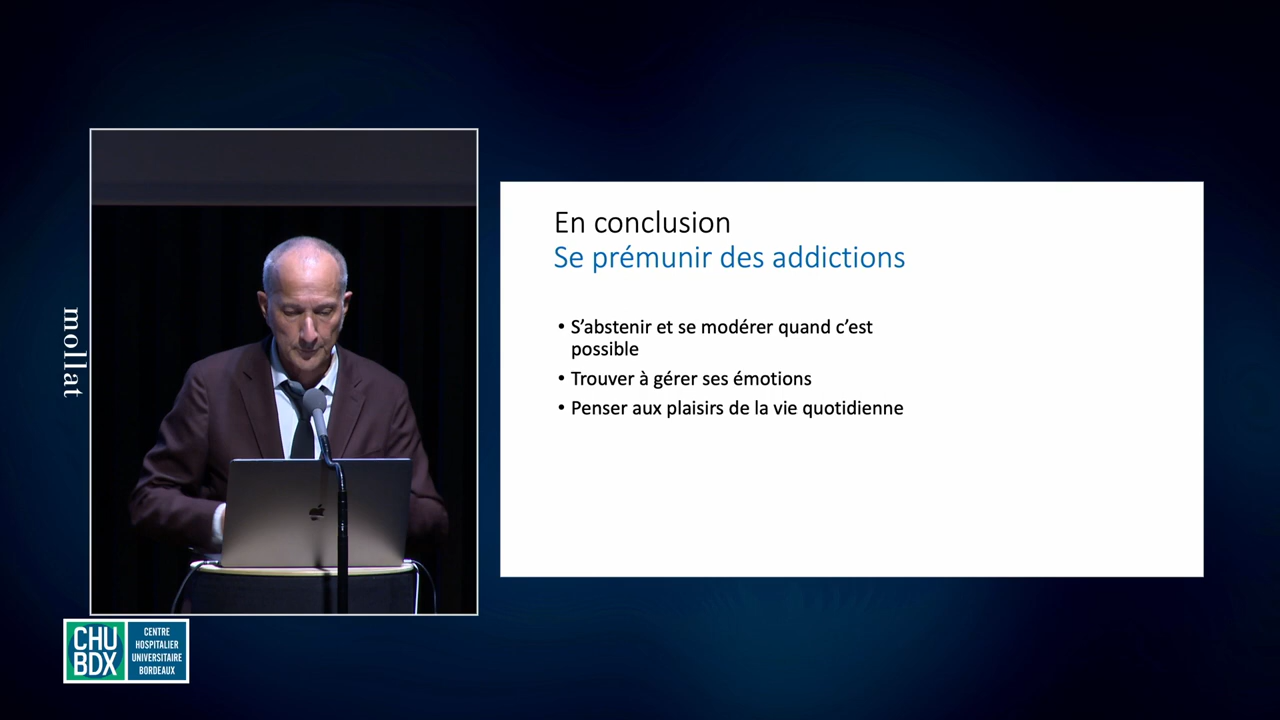 mollat
En conclusion
Se prémunir des addictions
• S'abstenir et se modérer quand c'est
possible
• Trouver à gérer ses émotions
• Penser aux plaisirs de la vie quotidienne
CHU
BDX
CENTRE
HOSPITALIER
UNIVERSITAIRE
BORDEAUX